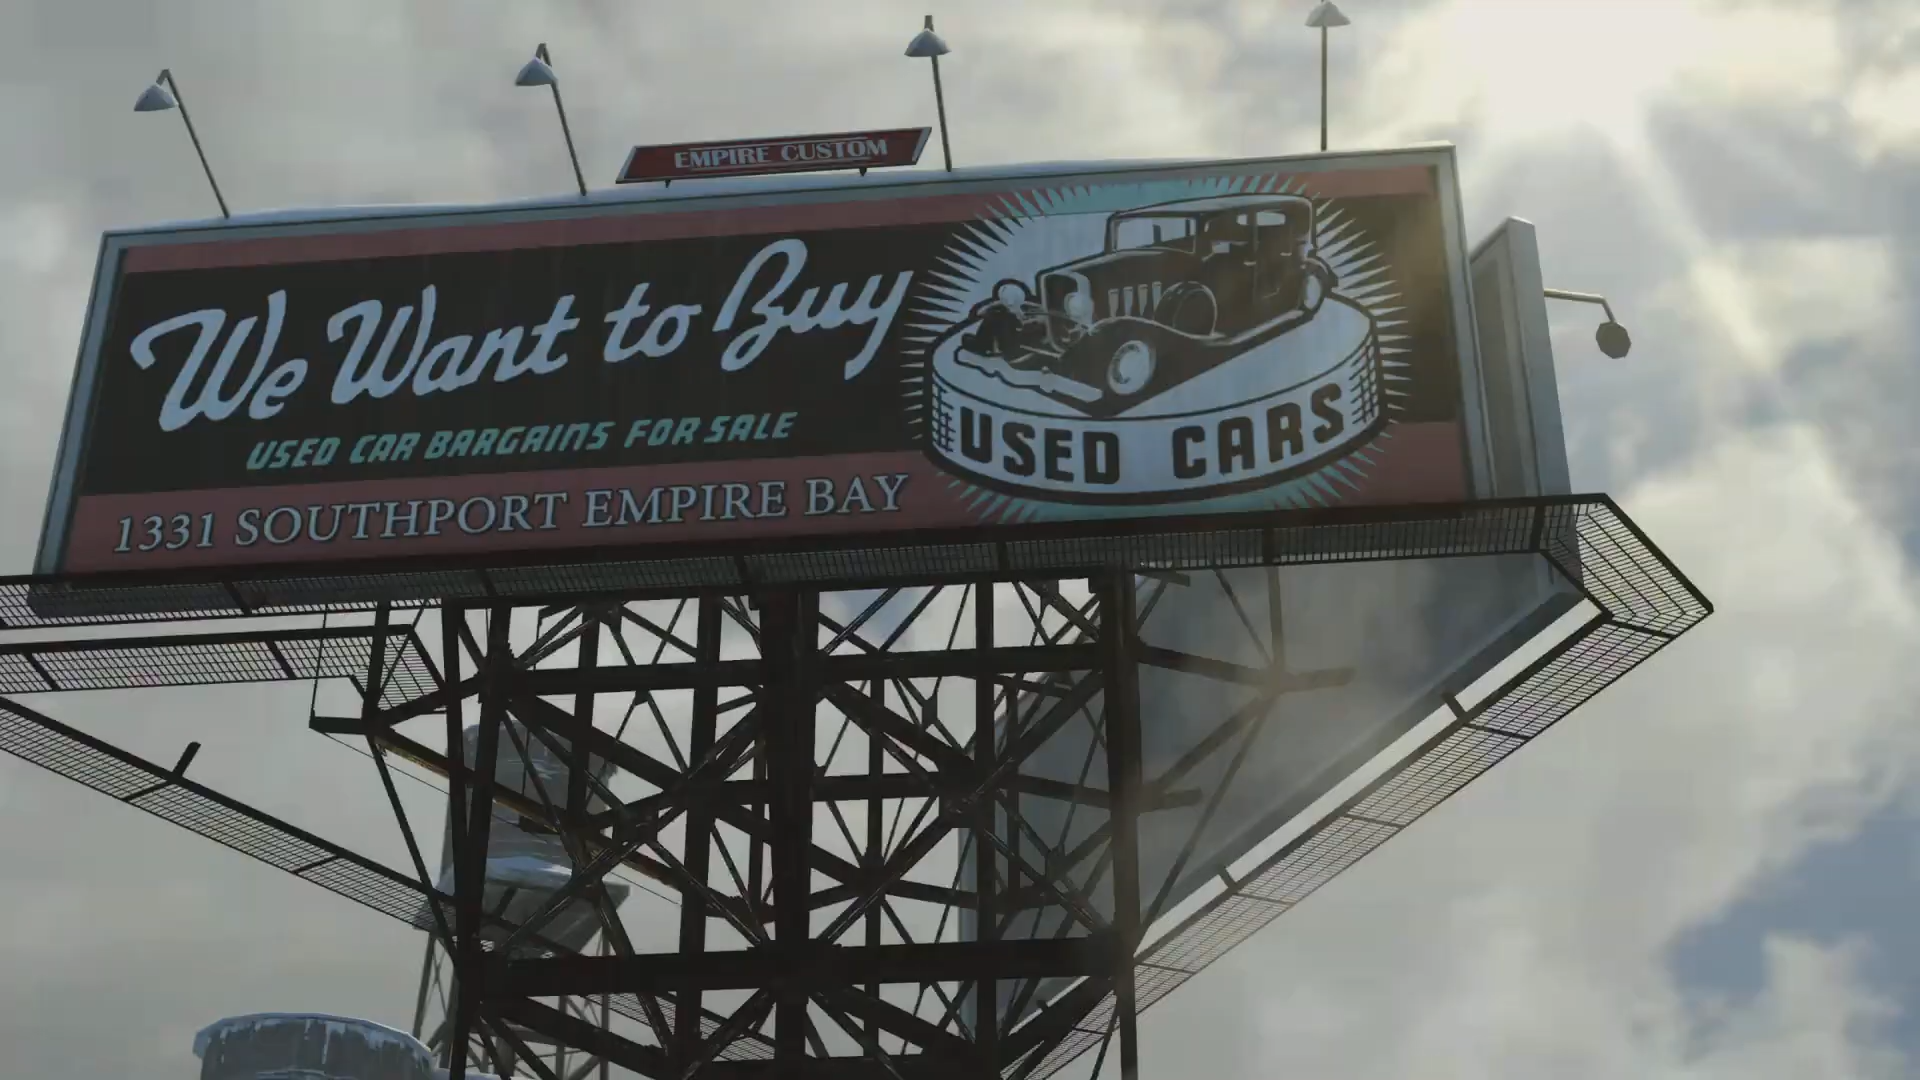 EMPIRE CUSTOM
We Want to Buy
USED CAR BARGAINS FOR SALE
1331 SOUTHPORT EMPIRE BAY
USED CARS